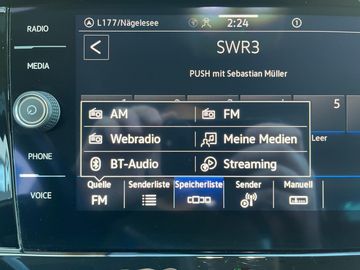 RADIO
MEDIA
PHONE
VOICE
L177/Nägelesee
2:24
SWR3
PUSH mit Sebastian Müller
5
AM
FM
Webradio
Meine Medien
Leer
BT-Audio
Streaming
Quelle
FM
Senderliste
Speicherliste
Sender
Manuell